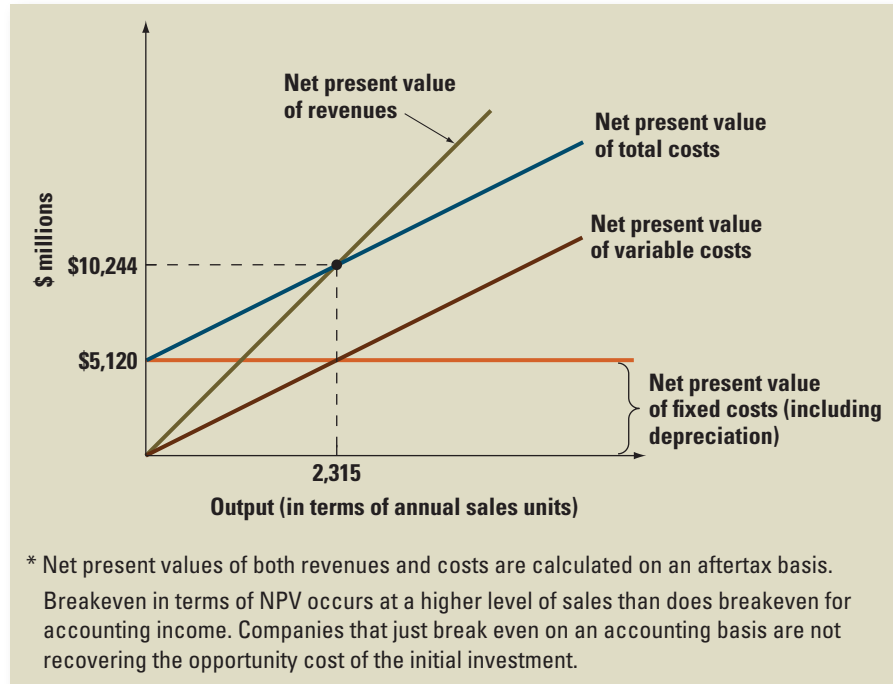 Net present value
of revenues
Net present value
of total costs
Net present value
of variable costs
$ millions
$10,244
$5,120
Net present value
of fixed costs (including
depreciation)
2,315
Output (in terms of annual sales units)
* Net present values of both revenues and costs are calculated on an aftertax basis.
Breakeven in terms of NPV occurs at a higher level of sales than does breakeven for
accounting income. Companies that just break even on an accounting basis are not
recovering the opportunity cost of the initial investment.